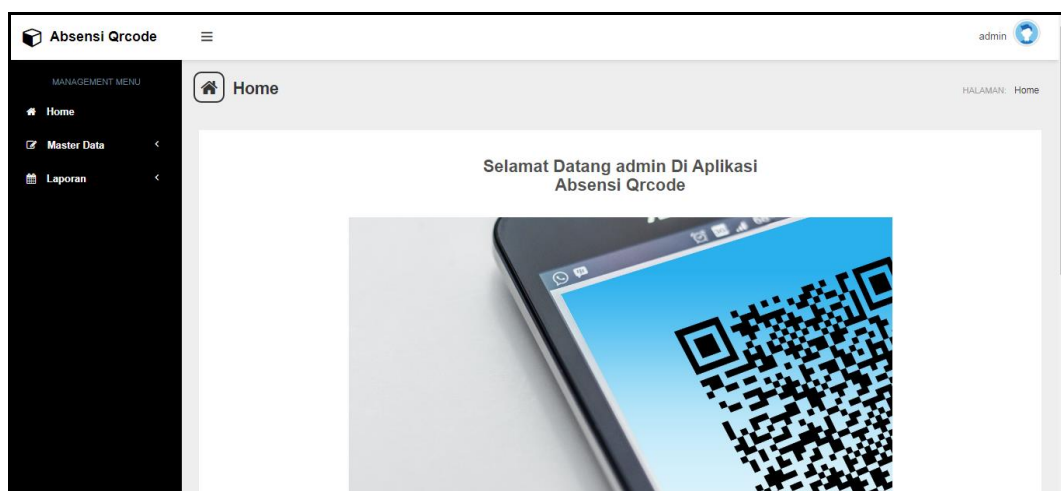 Absensi Qrcode
admin
MANAGEMENT MENU
Home
Master Data
Laporan
Home
HALAMAN: Home
Selamat Datang admin Di Aplikasi
Absensi Qrcode